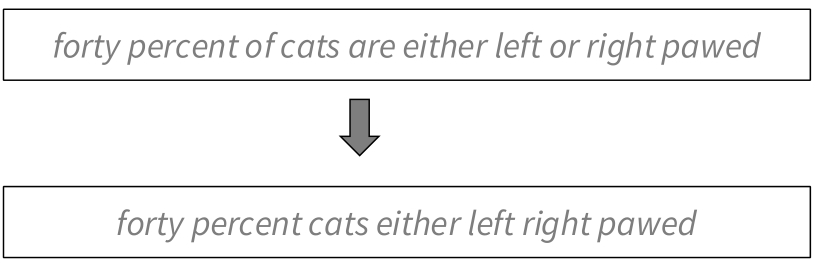 forty percent of cats are either left or right pawed
forty percent cats either left right pawed